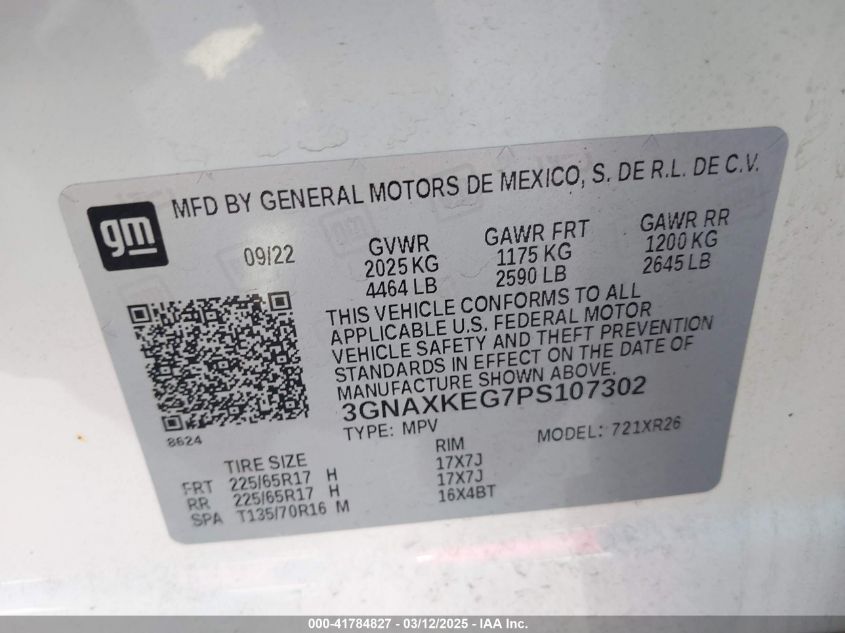 MFD BY GENERAL MOTORS DE MEXICO, S. DE R.L. DE C.V.
gm
09/22
GVWR GAWR FRT GAWR RR
2025 KG 1175 KG 1200 KG
4464 LB 2590 LB 2645 LB
THIS VEHICLE CONFORMS TO ALL
APPLICABLE U.S. FEDERAL MOTOR
VEHICLE SAFETY AND THEFT PREVENTION
STANDARDS IN EFFECT ON THE DATE OF
MANUFACTURE SHOWN ABOVE.
3GNAXKEG7PS107302
8624
TYPE: MPV MODEL: 721XR26
TIRE SIZE RIM
FRT 225/65R17 H 17X7J
RR 225/65R17 H 17X7J
SPA T135/70R16 M 16X4BT
000-41784827 - 03/12/2025 - IAA Inc.